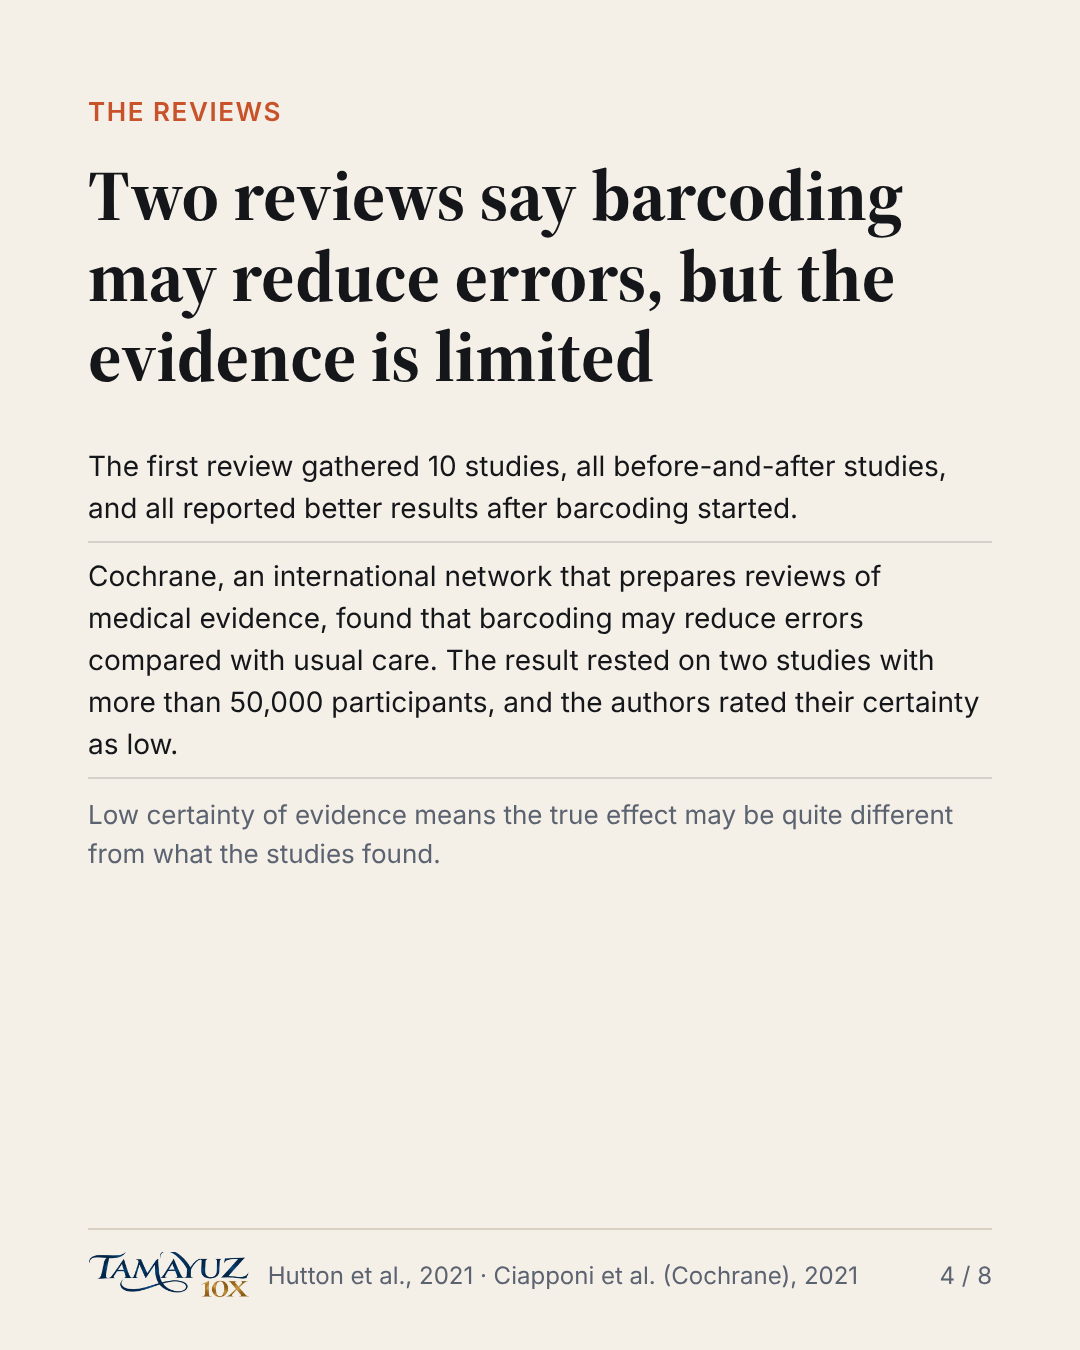 THE REVIEWS
Two reviews say barcoding
may reduce errors, but the
evidence is limited
The first review gathered 10 studies, all before-and-after studies,
and all reported better results after barcoding started.
Cochrane, an international network that prepares reviews of
medical evidence, found that barcoding may reduce errors
compared with usual care. The result rested on two studies with
more than 50,000 participants, and the authors rated their certainty
as low.
Low certainty of evidence means the true effect may be quite different
from what the studies found.
TAMAYUZ
10X
Hutton et al., 2021 · Ciapponi et al. (Cochrane), 2021
4 / 8